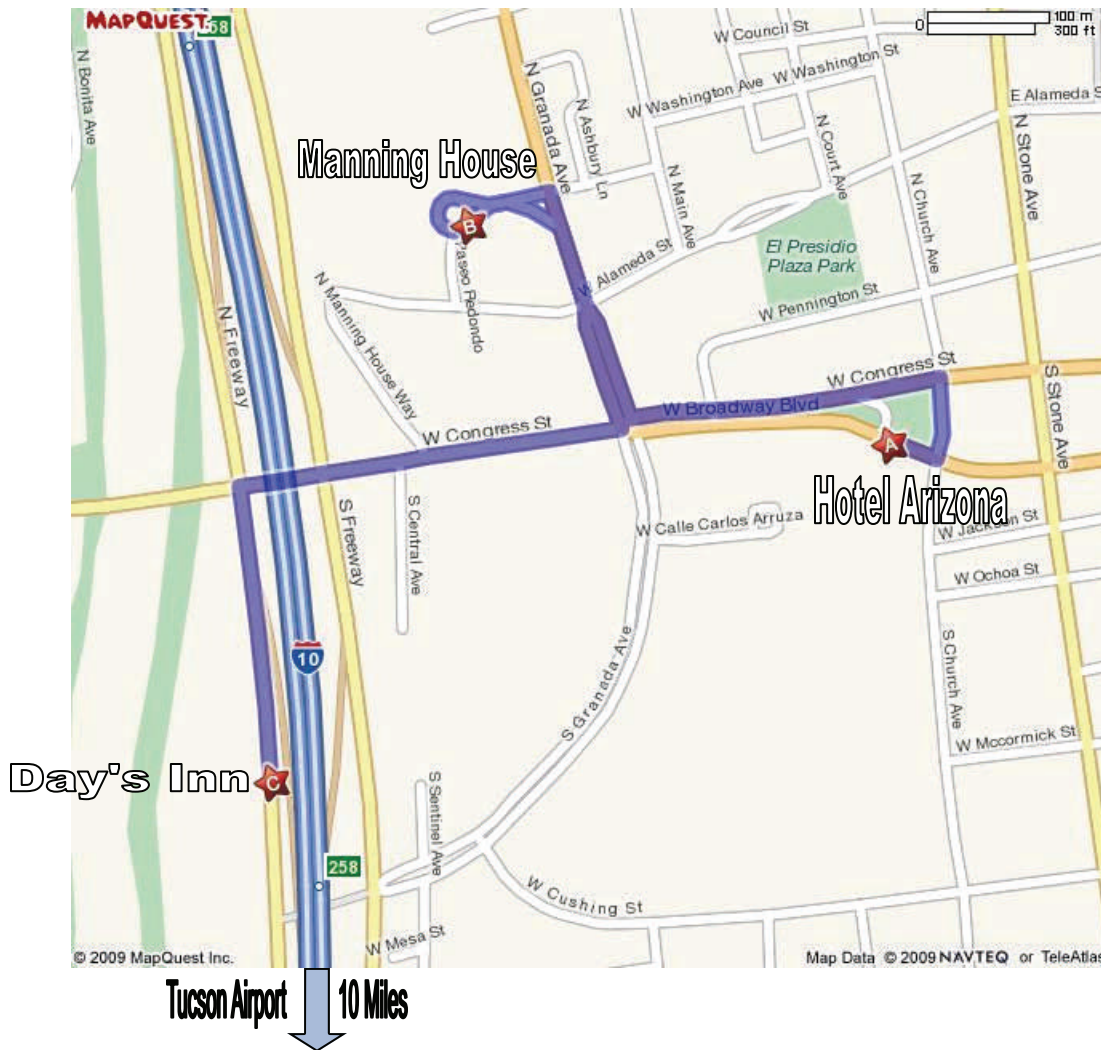 MAPQUEST
258
0
100 m
300 ft
N Bonita Ave
N Granada Ave
N Ashbury Ln
W Council St
W Washington St
W Washington Ave
E Alameda S
N Stone Ave
N Court Ave
N Church Ave
N Main Ave
Manning House
B
El Presidio
Plaza Park
W Alameda St
Paseo Redondo
W Pennington St
N Manning House Way
N Freeway
W Congress St
W Broadway Blvd
W Congress St
S Stone Ave
A
Hotel Arizona
S Freeway
S Central Ave
W Calle Carlos Arruza
W Jackson St
W Ochoa St
10
S Granada Ave
S Church Ave
W Mccormick St
Day's Inn
C
S Sentinel Ave
258
W Cushing St
W Mesa St
© 2009 MapQuest Inc.
Map Data © 2009 NAVTEQ or TeleAtlas
Tucson Airport
10 Miles